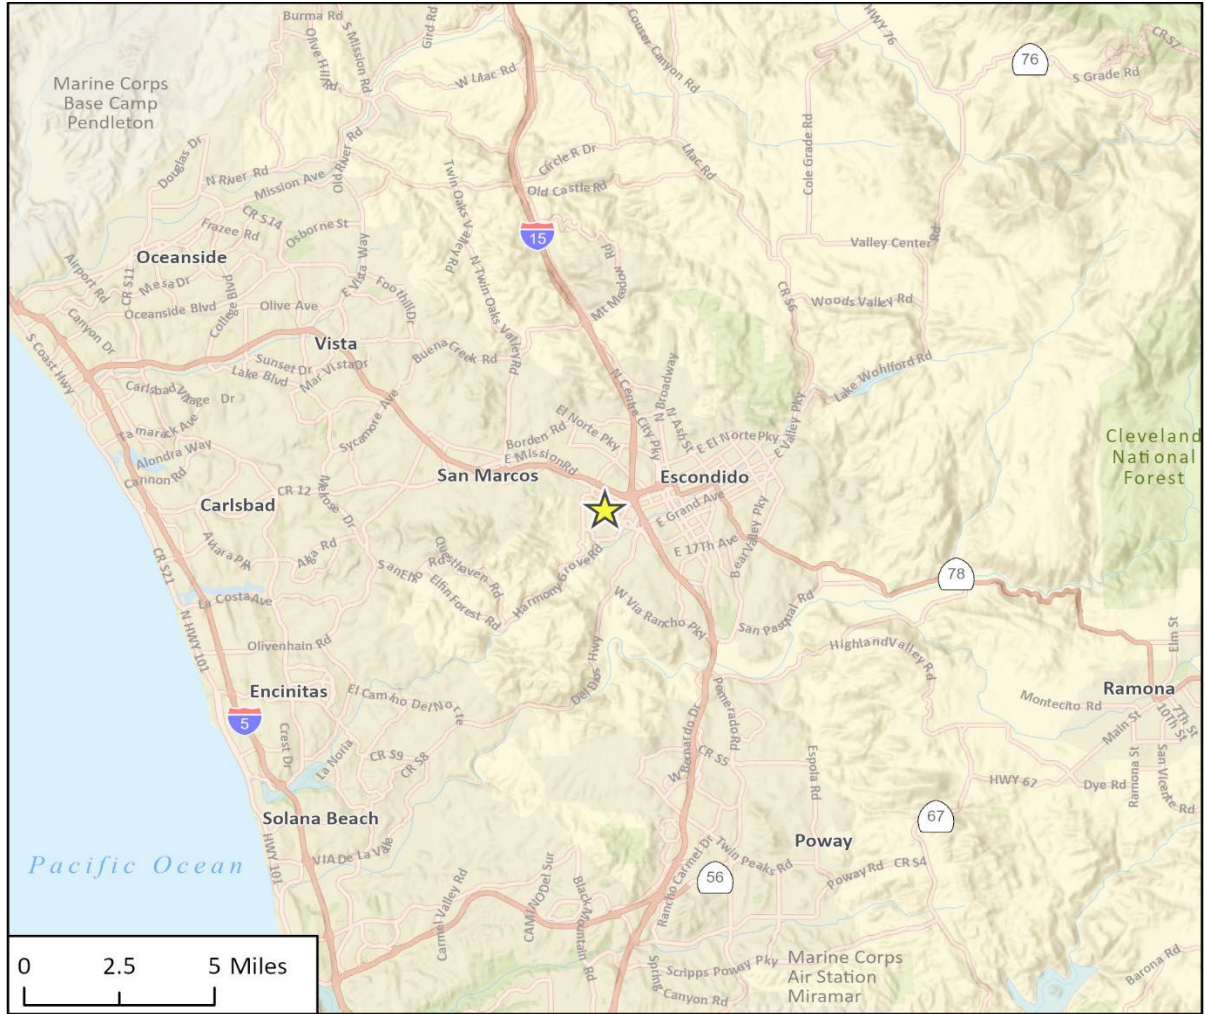 Burma Rd
Olive Hill Rd
S Mission Rd
Gird Rd
Couser Canyon Rd
HWY 76
CR S7
76
S Grade Rd
W Lilac Rd
Marine Corps
Base Camp
Pendleton
Douglas Dr
N River Rd
Mission Ave
Old River Rd
Circle R Dr
Old Castle Rd
Lilac Rd
Cole Grade Rd
Twin Oaks Valley Rd
N Twin Oaks Valley Rd
CR S14
Frazee Rd
Osborne St
15
Mt Meadow
Rd
Valley Center Rd
Oceanside
Airport Rd
CR S11
Mesa Dr
College Blvd
E Vista Way
Foothill Dr
CR S6
Woods Valley Rd
Oceanside Blvd
Olive Ave
Canyon Dr
S Coast Hwy
Vista
Sunset Dr
Lake Blvd
Mar Vista Dr
Buena Creek Rd
Lake Wohlford Rd
Carlsbad Village Dr
Tamarack Ave
Sycamore Ave
N Centre City Pky
N Broadway
N Ash St
E El Norte Pky
E Valley Pky
El Norte Pky
Borden Rd
E Mission Rd
Alondra Way
Cannon Rd
San Marcos
Escondido
Cleveland
National
Forest
CR 12
Melrose Dr
Carlsbad
E Grand Ave
Bear Valley Pky
E 17Th Ave
Aviara Pky
Alga Rd
CR S21
Questhaven Rd
San Elijo Rd
Elfin Forest Rd
Harmony Grove Rd
78
La Costa Ave
W Via Rancho Pky
San Pasqual Rd
N HWY 101
Olivenhain Rd
Del Dios Hwy
Highland Valley Rd
Elm St
Encinitas
El Camino Del Norte
Ramona
Montecito Rd
Main St
7Th St
10Th St
5
Crest Dr
La Noria
CR S9
CR S8
W Bernardo Dr
Pomerado Rd
CR S5
Espola Rd
HWY 67
Dye Rd
Ramona St
San Vicente Rd
67
Solana Beach
HWY 101
VIA De La Valle
Poway
Twin Peaks Rd
Poway Rd
CR S4
Pacific Ocean
56
Rancho Carmel Dr
Carmel Valley Rd
CAMINO Del Sur
Black Mountain Rd
Spring Canyon Rd
Scripps Poway Pky
Marine Corps
Air Station
Miramar
Barona Rd
0 2.5 5 Miles